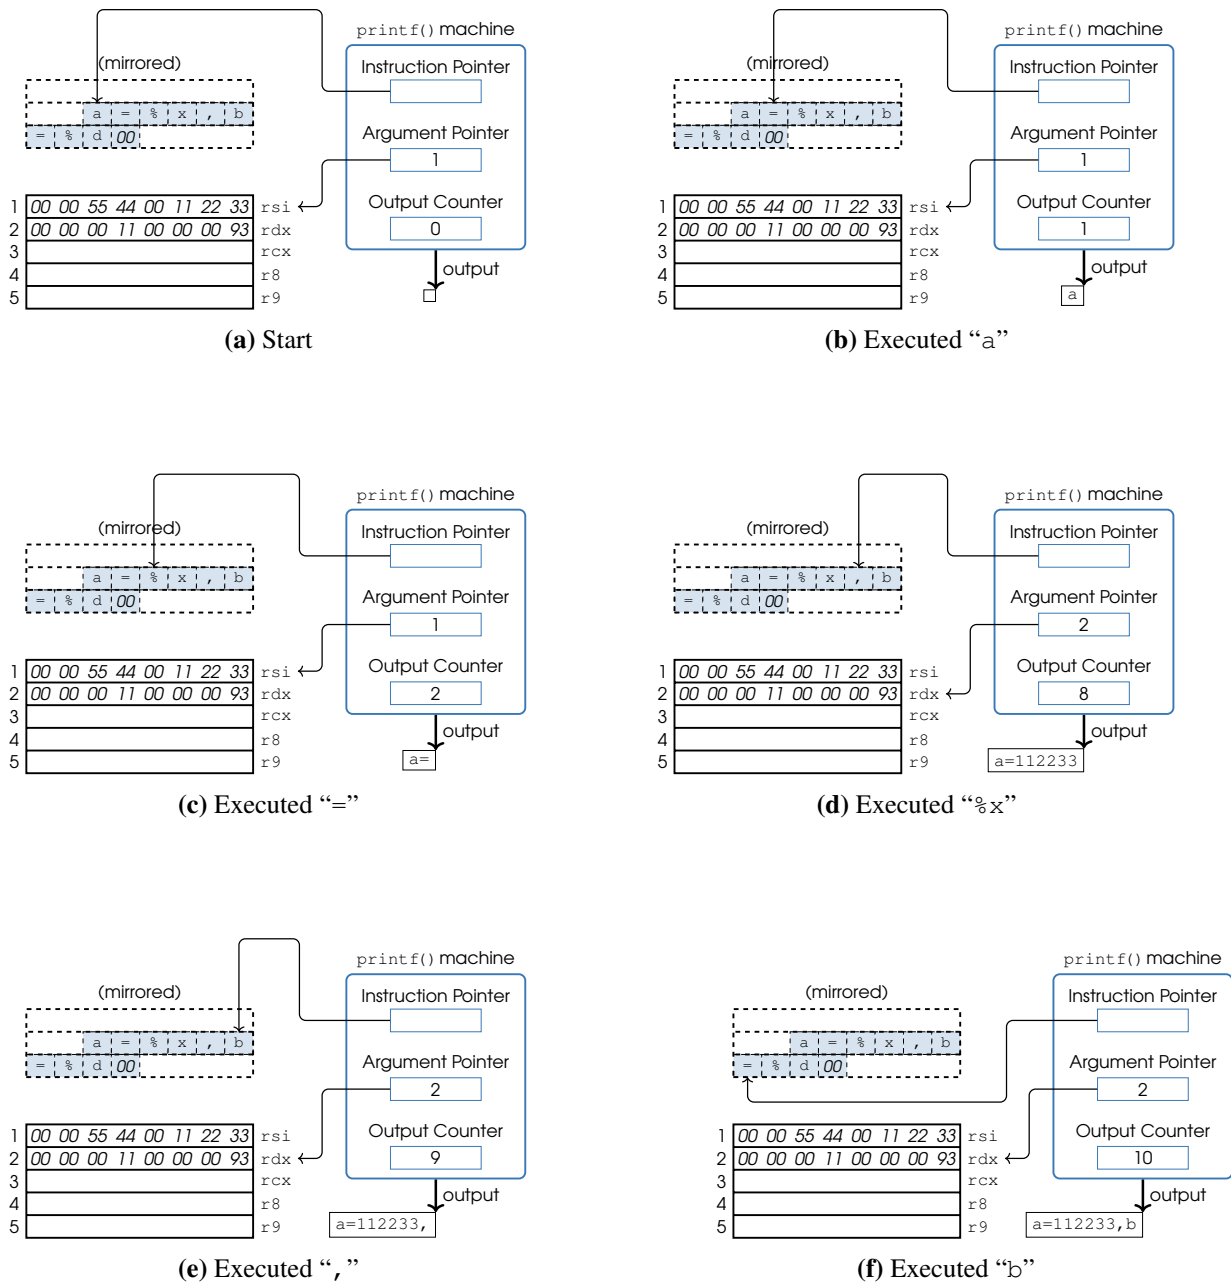 printf() machine
(mirrored)
Instruction Pointer
a = % x , b
= % d 00
Argument Pointer
1
1 00 00 55 44 00 11 22 33 rsi
2 00 00 00 11 00 00 00 93 rdx
3 rcx
4 r8
5 r9
Output Counter
0
output
(a) Start
printf() machine
(mirrored)
Instruction Pointer
a = % x , b
= % d 00
Argument Pointer
1
1 00 00 55 44 00 11 22 33 rsi
2 00 00 00 11 00 00 00 93 rdx
3 rcx
4 r8
5 r9
Output Counter
1
output
a
(b) Executed “a”
printf() machine
(mirrored)
Instruction Pointer
a = % x , b
= % d 00
Argument Pointer
1
1 00 00 55 44 00 11 22 33 rsi
2 00 00 00 11 00 00 00 93 rdx
3 rcx
4 r8
5 r9
Output Counter
2
output
a=
(c) Executed “=”
printf() machine
(mirrored)
Instruction Pointer
a = % x , b
= % d 00
Argument Pointer
2
1 00 00 55 44 00 11 22 33 rsi
2 00 00 00 11 00 00 00 93 rdx
3 rcx
4 r8
5 r9
Output Counter
8
output
a=112233
(d) Executed “%x”
printf() machine
(mirrored)
Instruction Pointer
a = % x , b
= % d 00
Argument Pointer
2
1 00 00 55 44 00 11 22 33 rsi
2 00 00 00 11 00 00 00 93 rdx
3 rcx
4 r8
5 r9
Output Counter
9
output
a=112233,
(e) Executed “,”
printf() machine
(mirrored)
Instruction Pointer
a = % x , b
= % d 00
Argument Pointer
2
1 00 00 55 44 00 11 22 33 rsi
2 00 00 00 11 00 00 00 93 rdx
3 rcx
4 r8
5 r9
Output Counter
10
output
a=112233,b
(f) Executed “b”